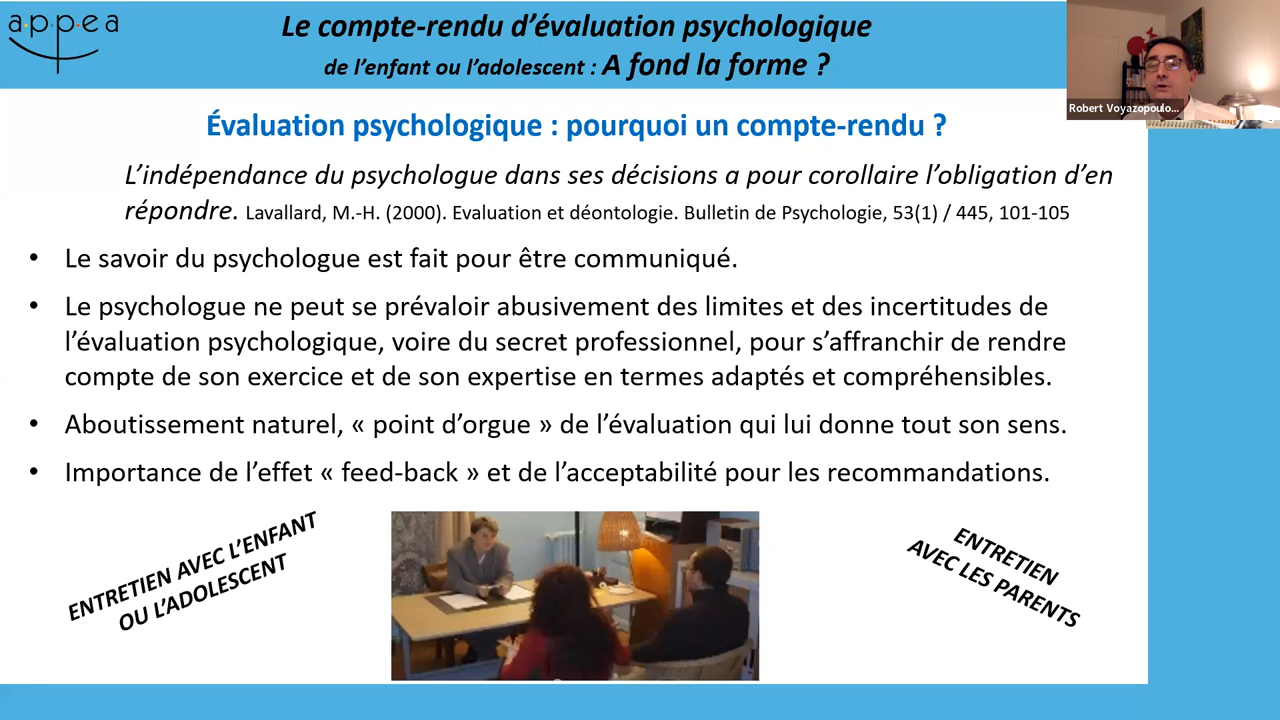 appea
Le compte-rendu d’évaluation psychologique
de l’enfant ou l’adolescent : A fond la forme ?
Robert Voyazopoulo...
Évaluation psychologique : pourquoi un compte-rendu ?
L’indépendance du psychologue dans ses décisions a pour corollaire l’obligation d’en
répondre. Lavallard, M.-H. (2000). Evaluation et déontologie. Bulletin de Psychologie, 53(1) / 445, 101-105
• Le savoir du psychologue est fait pour être communiqué.
• Le psychologue ne peut se prévaloir abusivement des limites et des incertitudes de
l’évaluation psychologique, voire du secret professionnel, pour s’affranchir de rendre
compte de son exercice et de son expertise en termes adaptés et compréhensibles.
• Aboutissement naturel, « point d’orgue » de l’évaluation qui lui donne tout son sens.
• Importance de l’effet « feed-back » et de l’acceptabilité pour les recommandations.
ENTRETIEN AVEC L’ENFANT
OU L’ADOLESCENT
ENTRETIEN
AVEC LES PARENTS